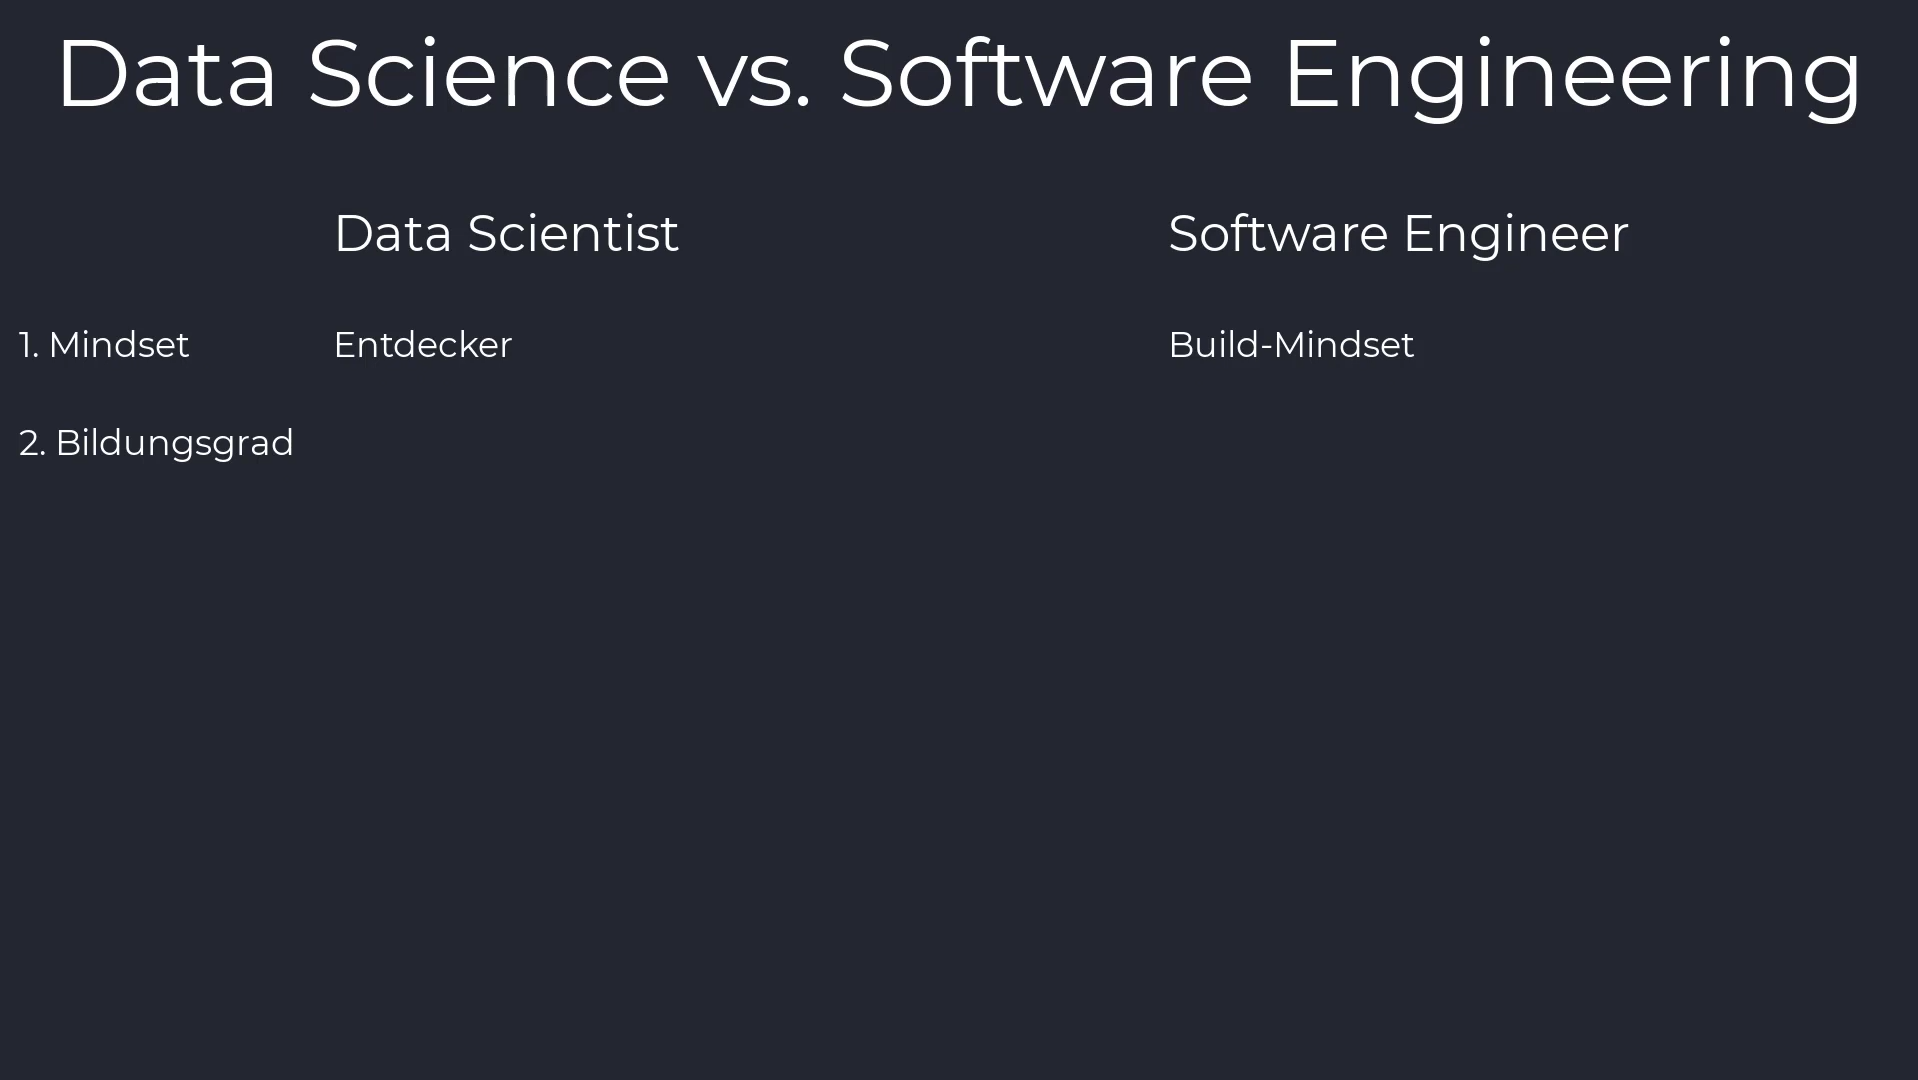 Data Science vs. Software Engineering
Data Scientist Software Engineer
1. Mindset Entdecker Build-Mindset
2. Bildungsgrad